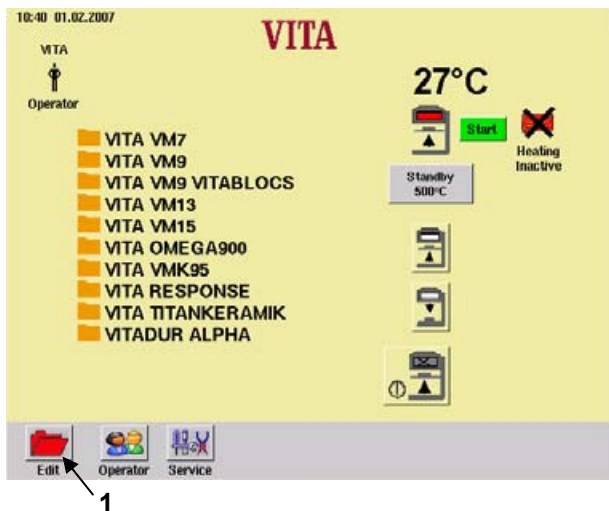 10:40 01.02.2007
VITA
VITA
Operator
27°C
Start
Heating
Inactive
Standby
500°C
VITA VM7
VITA VM9
VITA VM9 VITABLOCS
VITA VM13
VITA VM15
VITA OMEGA900
VITA VMK95
VITA RESPONSE
VITA TITANKERAMIK
VITADUR ALPHA
Edit
Operator
Service
1